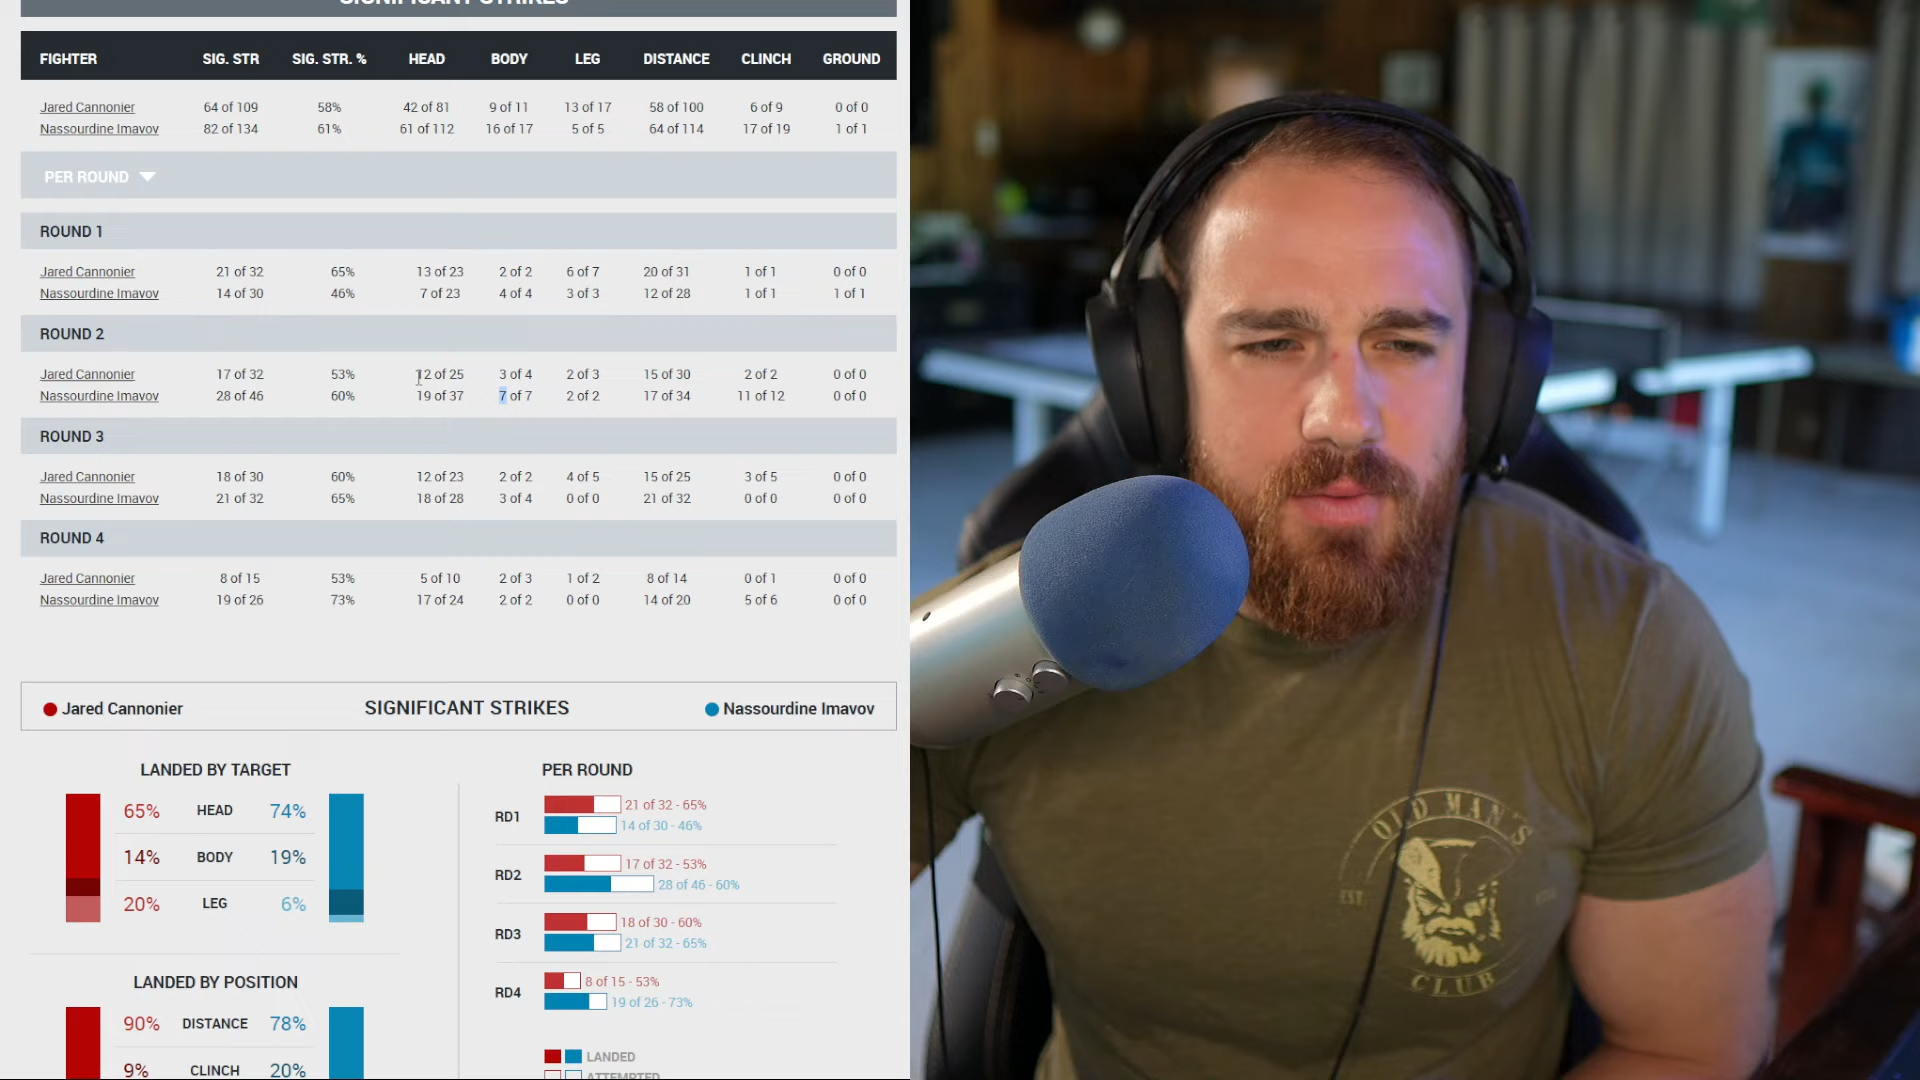 SIGNIFICANT STRIKES
FIGHTER SIG. STR SIG. STR. % HEAD BODY LEG DISTANCE CLINCH GROUND
Jared Cannonier 64 of 109 58% 42 of 81 9 of 11 13 of 17 58 of 100 6 of 9 0 of 0
Nassourdine Imavov 82 of 134 61% 61 of 112 16 of 17 5 of 5 64 of 114 17 of 19 1 of 1
PER ROUND
ROUND 1
Jared Cannonier 21 of 32 65% 13 of 23 2 of 2 6 of 7 20 of 31 1 of 1 0 of 0
Nassourdine Imavov 14 of 30 46% 7 of 23 4 of 4 3 of 3 12 of 28 1 of 1 1 of 1
ROUND 2
Jared Cannonier 17 of 32 53% 12 of 25 3 of 4 2 of 3 15 of 30 2 of 2 0 of 0
Nassourdine Imavov 28 of 46 60% 19 of 37 7 of 7 2 of 2 17 of 34 11 of 12 0 of 0
ROUND 3
Jared Cannonier 18 of 30 60% 12 of 23 2 of 2 4 of 5 15 of 25 3 of 5 0 of 0
Nassourdine Imavov 21 of 32 65% 18 of 28 3 of 4 0 of 0 21 of 32 0 of 0 0 of 0
ROUND 4
Jared Cannonier 8 of 15 53% 5 of 10 2 of 3 1 of 2 8 of 14 0 of 1 0 of 0
Nassourdine Imavov 19 of 26 73% 17 of 24 2 of 2 0 of 0 14 of 20 5 of 6 0 of 0
Jared Cannonier SIGNIFICANT STRIKES Nassourdine Imavov
LANDED BY TARGET
65% HEAD 74%
14% BODY 19%
20% LEG 6%
LANDED BY POSITION
90% DISTANCE 78%
9% CLINCH 20%
PER ROUND
RD1 21 of 32 - 65%
14 of 30 - 46%
RD2 17 of 32 - 53%
28 of 46 - 60%
RD3 18 of 30 - 60%
21 of 32 - 65%
RD4 8 of 15 - 53%
19 of 26 - 73%
LANDED
ATTEMPTED
OLD MAN'S
EST.
CLUB